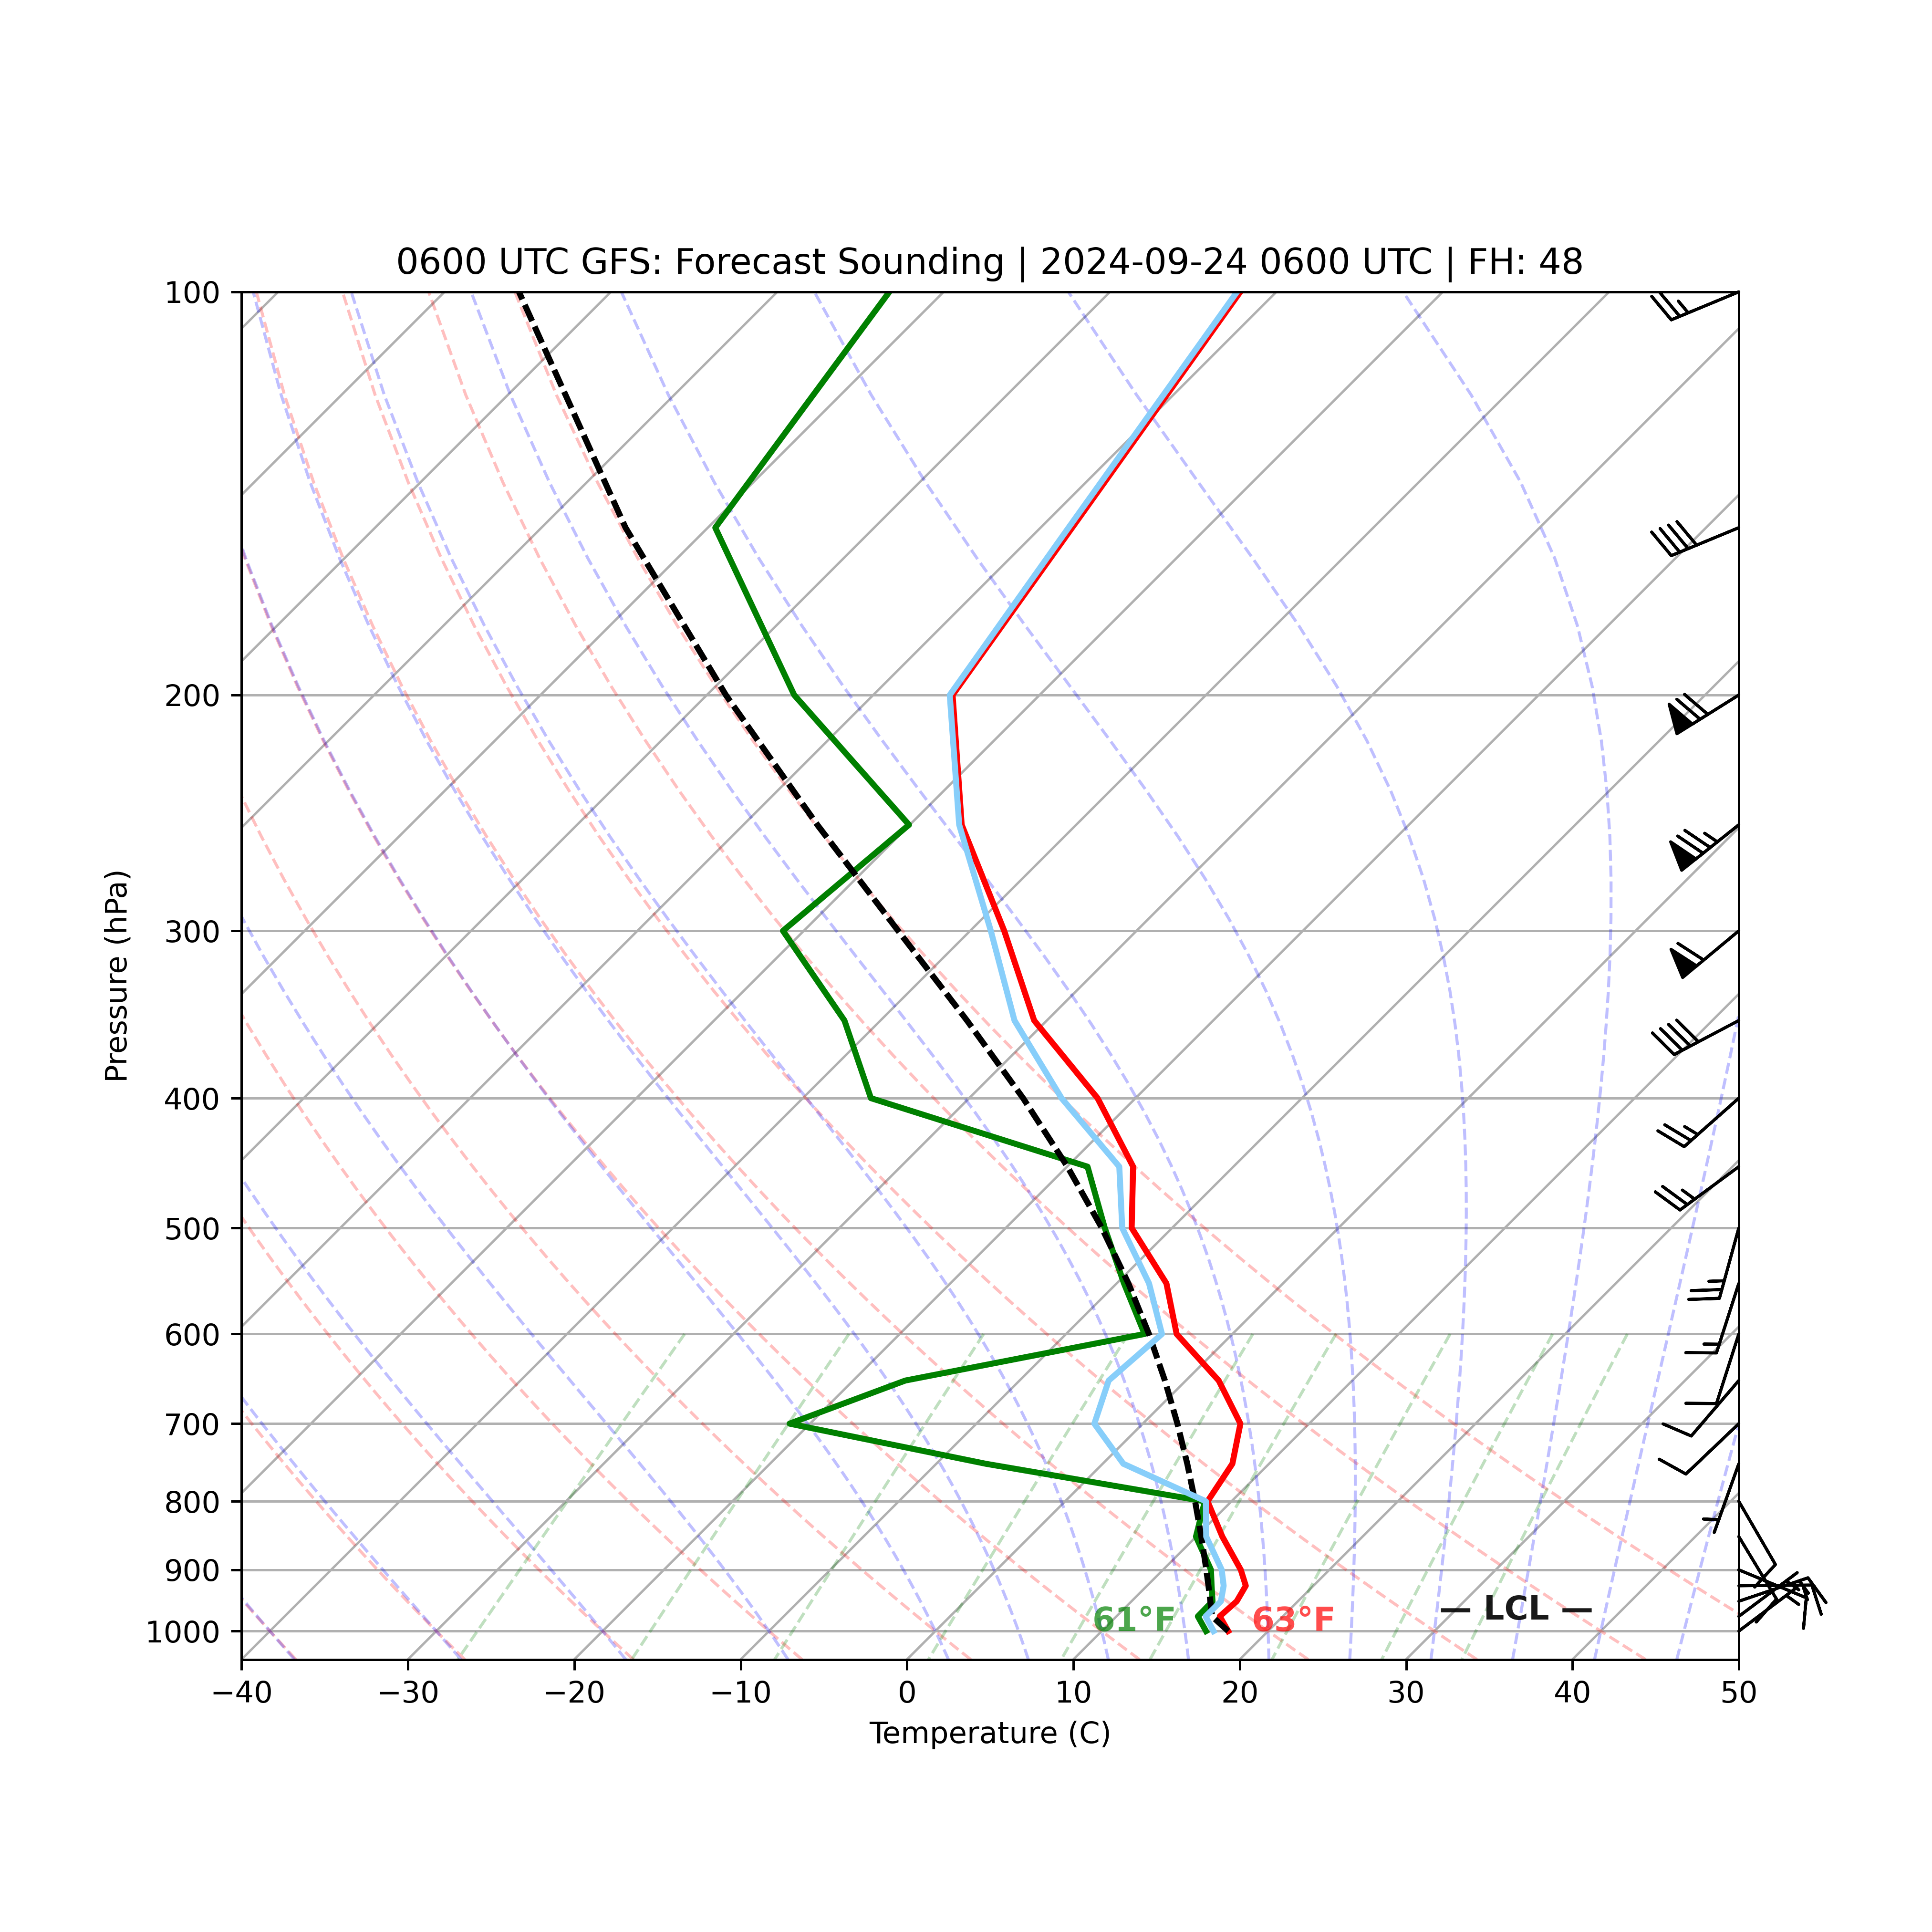 0600 UTC GFS: Forecast Sounding | 2024-09-24 0600 UTC | FH: 48
100
200
300
400
500
600
700
800
900
1000
Pressure (hPa)
61°F
63°F
— LCL —
−40 −30 −20 −10 0 10 20 30 40 50
Temperature (C)